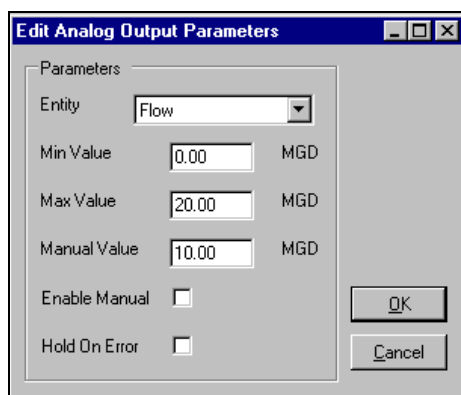 Edit Analog Output Parameters
Parameters
Entity Flow
Min Value 0.00 MGD
Max Value 20.00 MGD
Manual Value 10.00 MGD
Enable Manual
OK
Hold On Error
Cancel